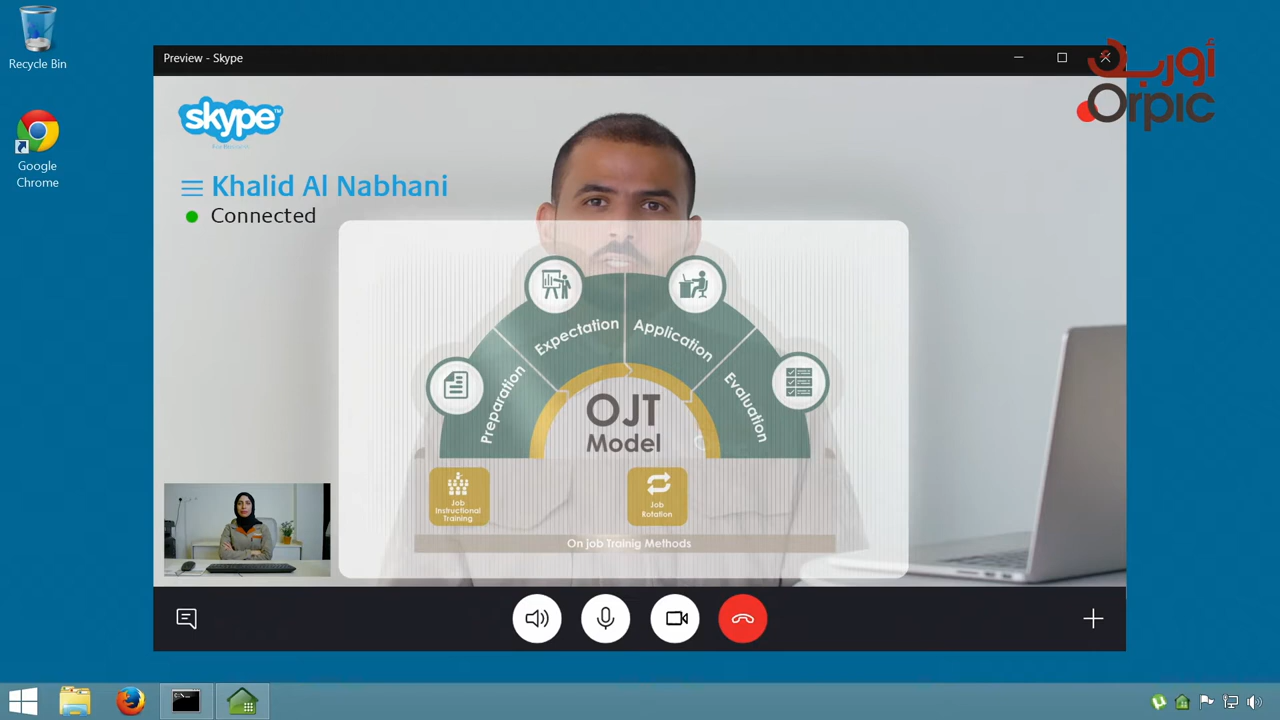 Recycle Bin
Google
Chrome
Preview - Skype
أوربك
Orpic
skype™
Khalid Al Nabhani
Connected
Preparation
Expectation
Application
Evaluation
OJT
Model
Job
Instructional
Training
Job
Rotation
On job Trainig Methods